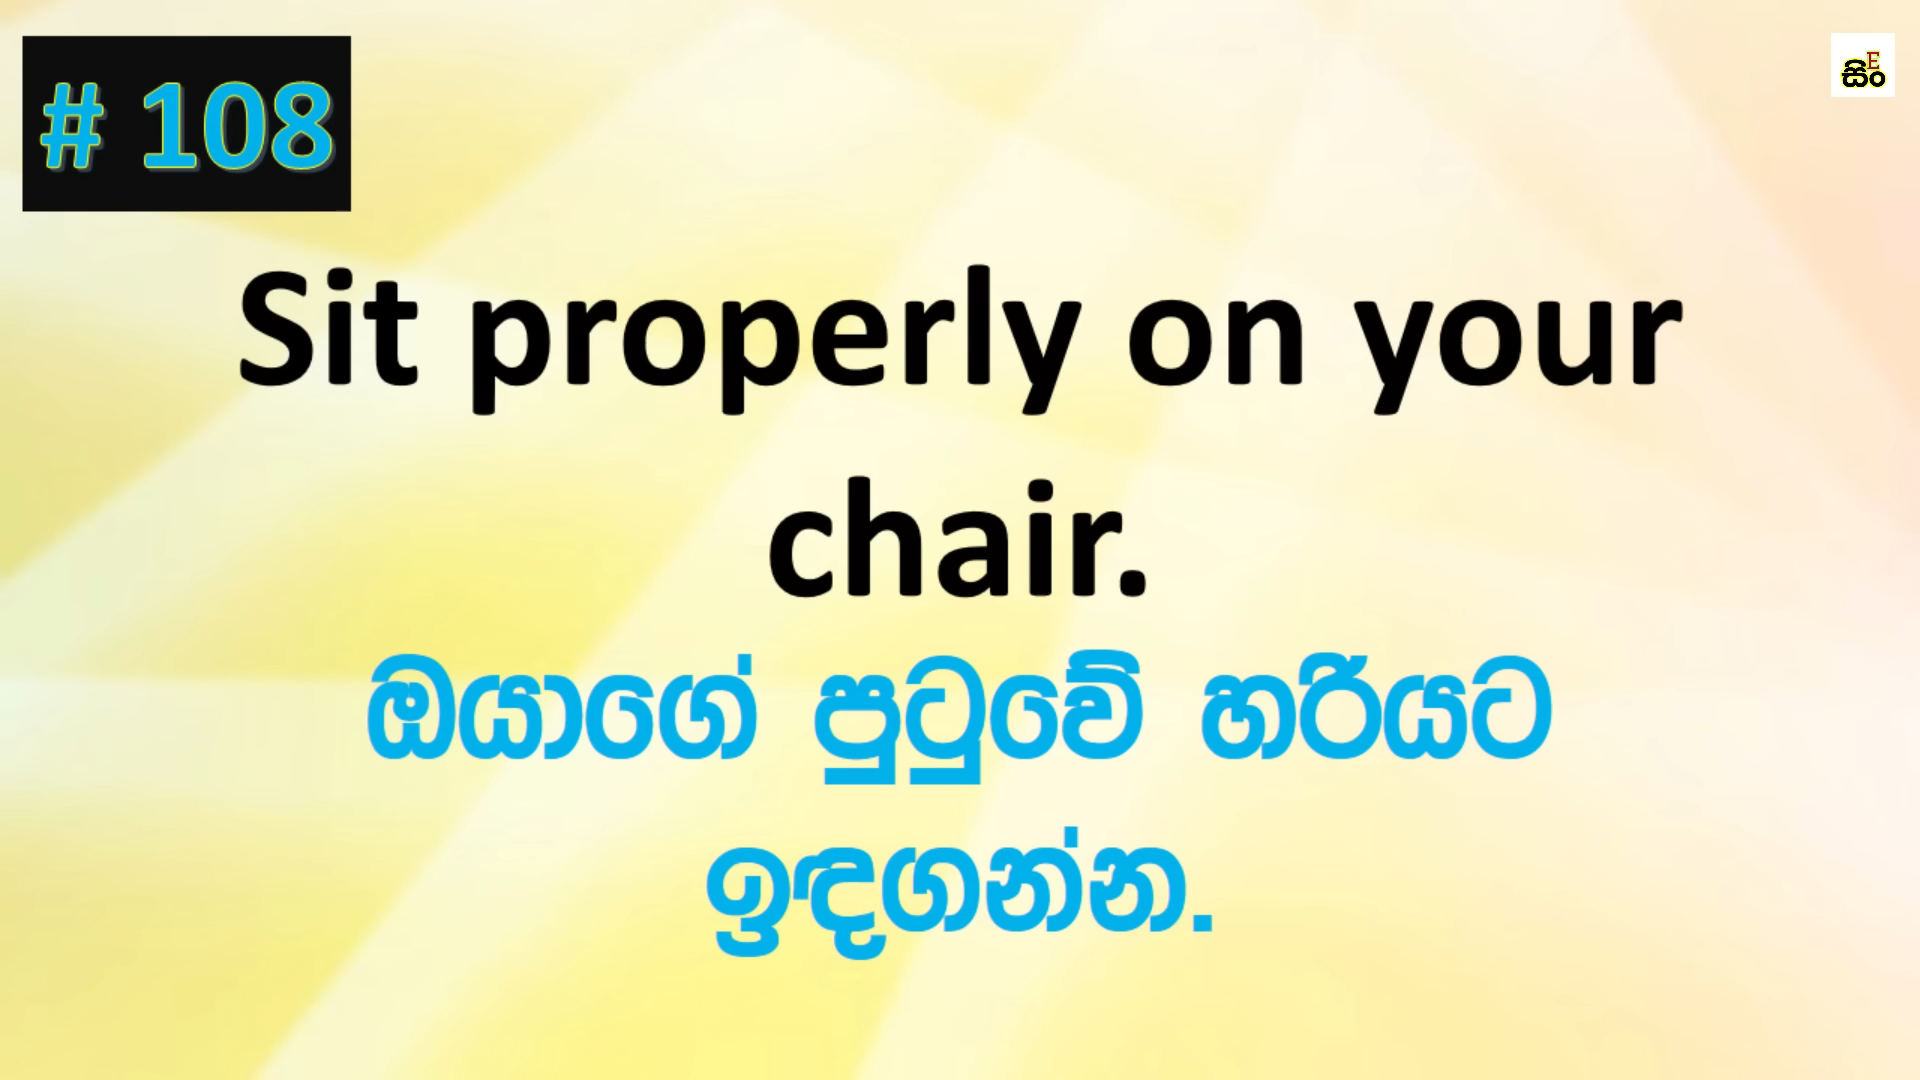 # 108
සිං
E
Sit properly on your
chair.
ඔයාගේ පුටුවේ හරියට
ඉඳගන්න.